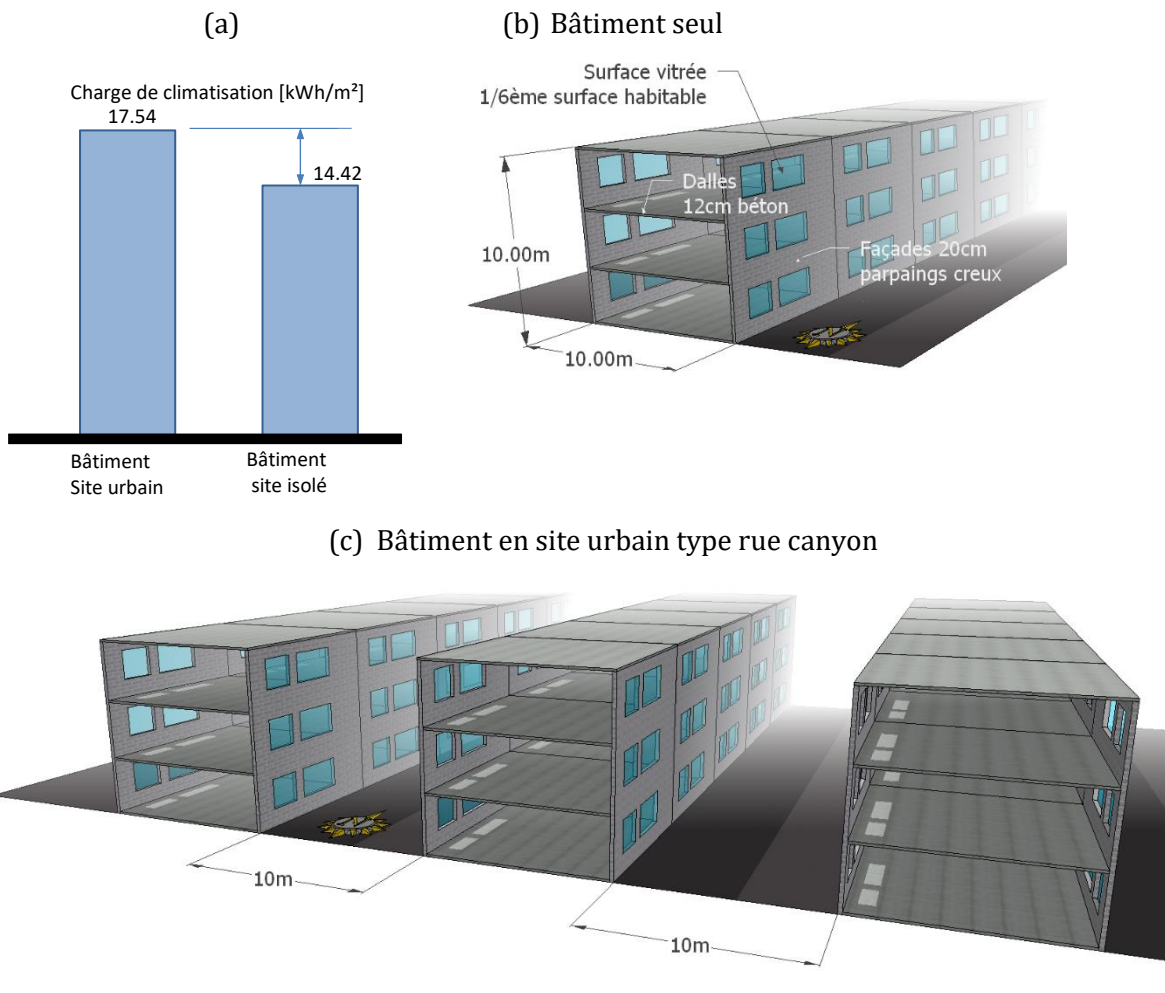 (a)
Charge de climatisation [kWh/m²]
17.54
14.42
Bâtiment
Site urbain
Bâtiment
site isolé
(b) Bâtiment seul
Surface vitrée
1/6ème surface habitable
Dalles
12cm béton
Façades 20cm
parpaings creux
10.00m
10.00m
(c) Bâtiment en site urbain type rue canyon
10m
10m